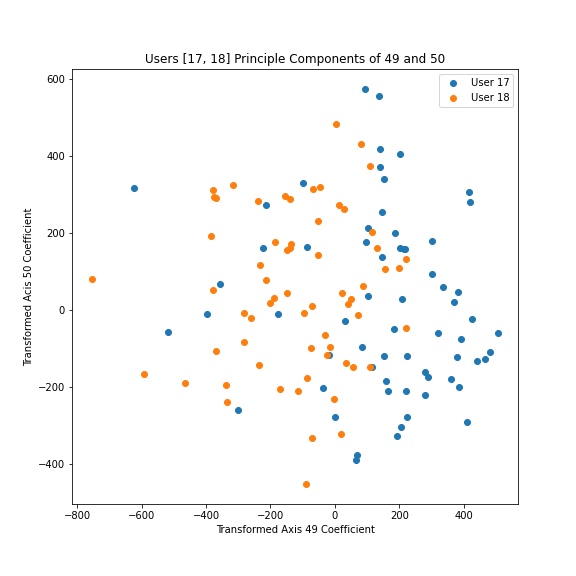 Users [17, 18] Principle Components of 49 and 50
User 17
User 18
600
400
200
0
−200
−400
Transformed Acis 50 Coefficient
−800
−600
−400
−200
0
200
400
Transformed Axis 49 Coefficient